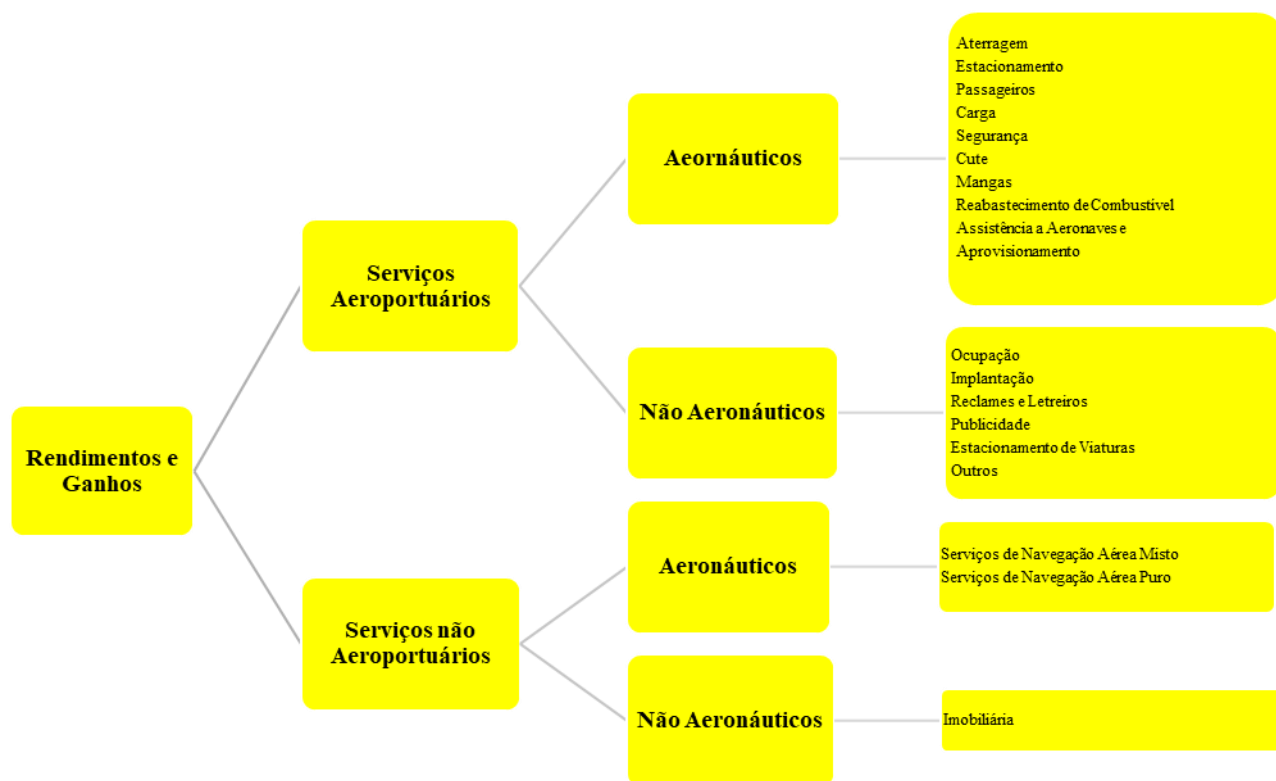 Rendimentos e
Ganhos
Serviços
Aeroportuários
Aeornáuticos
Aterragem
Estacionamento
Passageiros
Carga
Segurança
Cute
Mangas
Reabastecimento de Combustível
Assistência a Aeronaves e
Aprovisionamento
Não Aeronáuticos
Ocupação
Implantação
Reclames e Letreiros
Publicidade
Estacionamento de Viaturas
Outros
Serviços não
Aeroportuários
Aeronáuticos
Serviços de Navegação Aérea Misto
Serviços de Navegação Aérea Puro
Não Aeronáuticos
Imobiliária